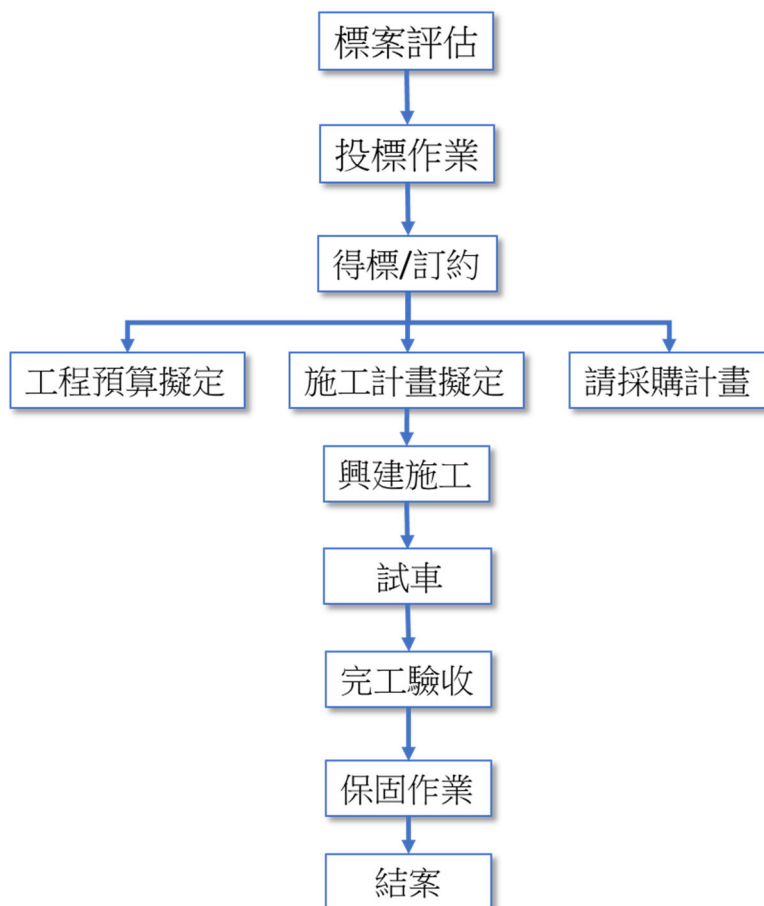 標案評估
投標作業
得標/訂約
工程預算擬定
施工計畫擬定
請採購計畫
興建施工
試車
完工驗收
保固作業
結案